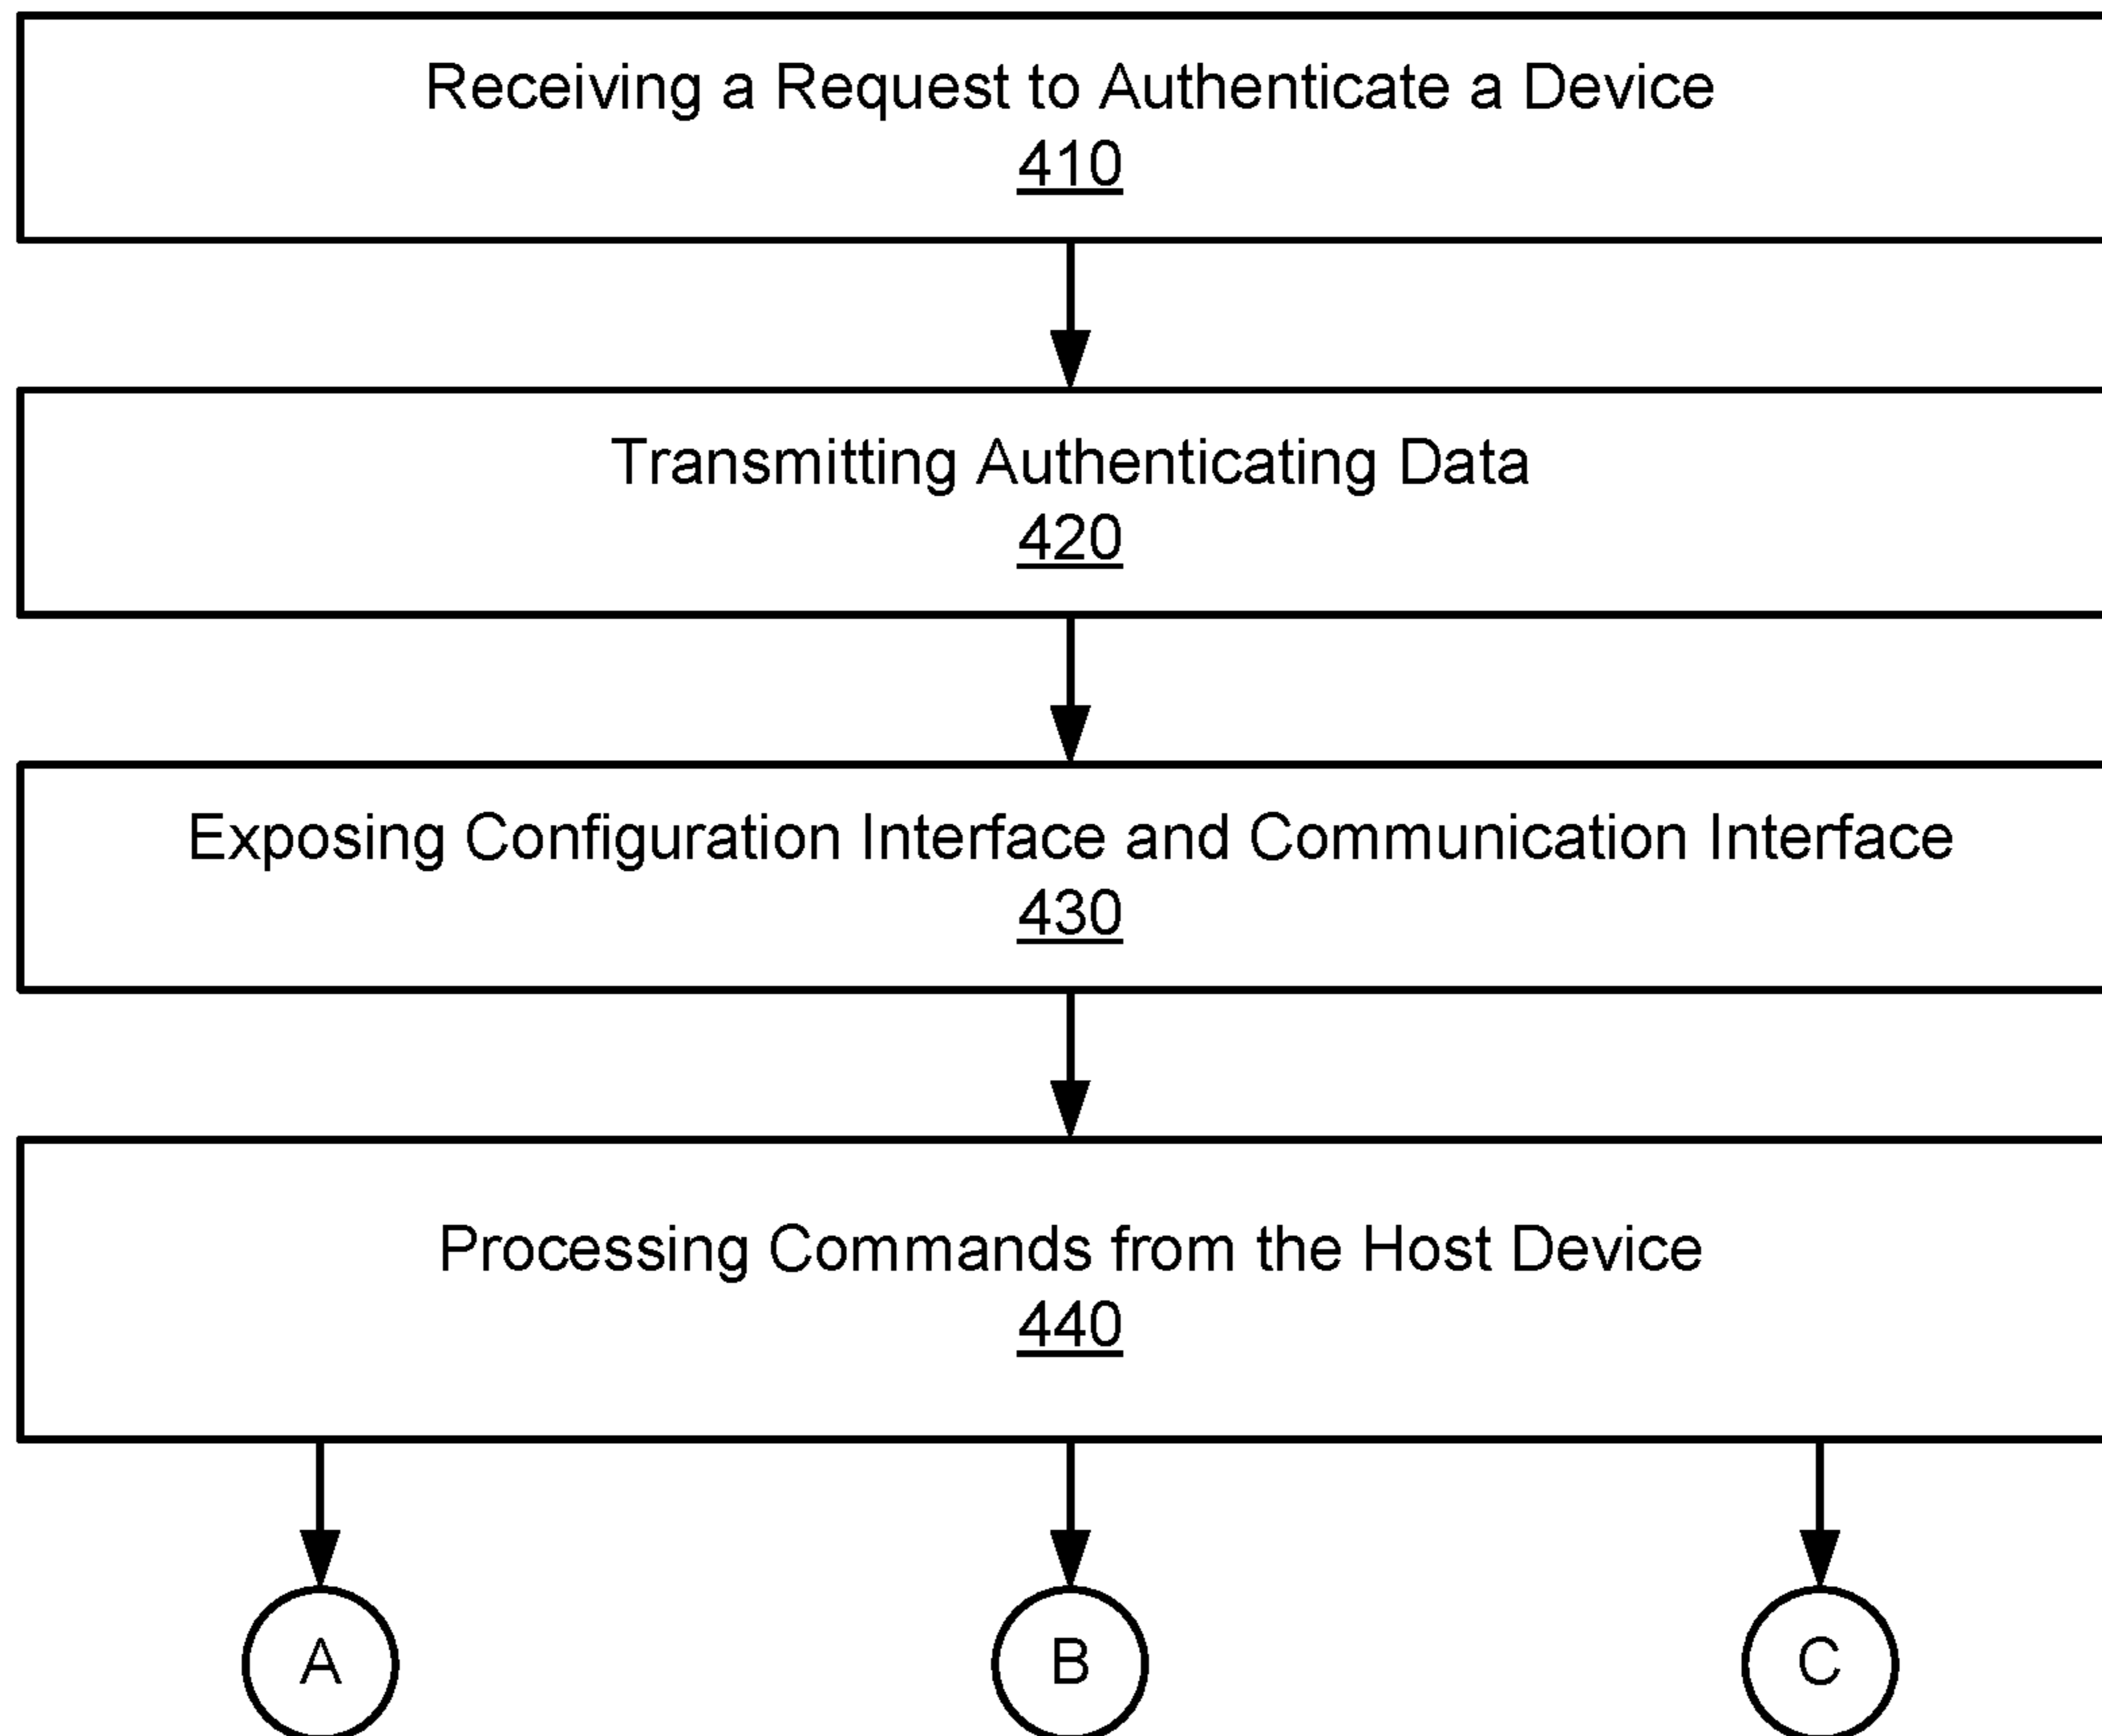 Receiving a Request to Authenticate a Device
410
Transmitting Authenticating Data
420
Exposing Configuration Interface and Communication Interface
430
Processing Commands from the Host Device
440
A
B
C